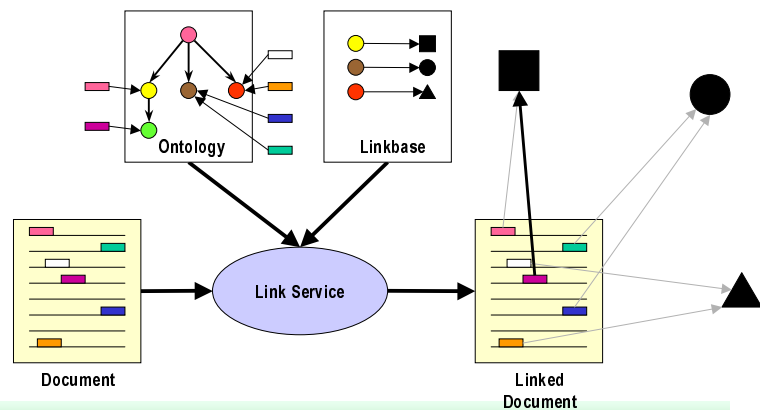 Ontology
Linkbase
Link Service
Document
Linked
Document